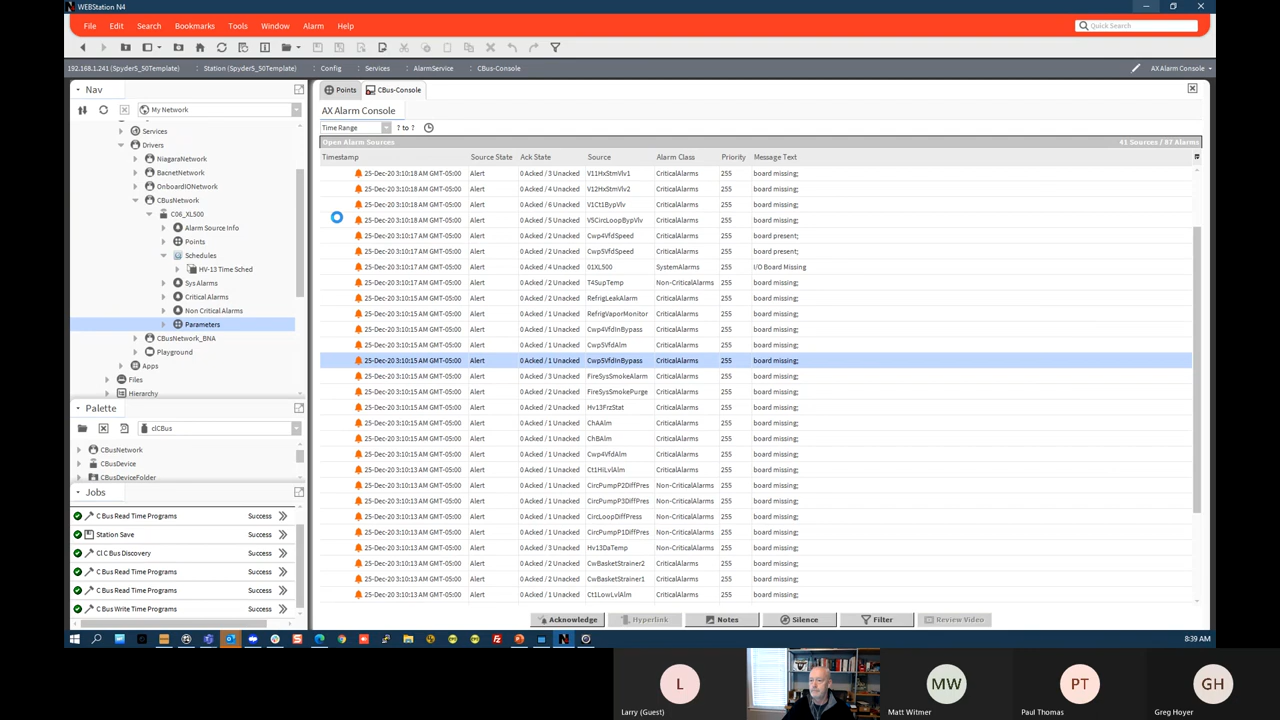 WEBStation N4
File Edit Search Bookmarks Tools Window Alarm Help
Quick Search
192.168.1.241 (SpyderS_50Template) Station (SpyderS_50Template) Config Services AlarmService CBus-Console
AX Alarm Console
Nav
My Network
Services
Drivers
NiagaraNetwork
BacnetNetwork
OnboardIONetwork
CBusNetwork
C06_XL500
Alarm Source Info
Points
Schedules
HV-13 Time Sched
Sys Alarms
Critical Alarms
Non Critical Alarms
Parameters
CBusNetwork_BNA
Playground
Apps
Files
Hierarchy
Palette
clCBus
CBusNetwork
CBusDevice
CBusDeviceFolder
Jobs
C Bus Read Time Programs Success
Station Save Success
Cl C Bus Discovery Success
C Bus Read Time Programs Success
C Bus Read Time Programs Success
C Bus Write Time Programs Success
Points CBus-Console
AX Alarm Console
Time Range ? to ?
Open Alarm Sources 41 Sources / 87 Alarms
Timestamp Source State Ack State Source Alarm Class Priority Message Text
25-Dec-20 3:10:18 AM GMT-05:00 Alert 0 Acked / 3 Unacked V11HxStmVlv1 CriticalAlarms 255 board missing;
25-Dec-20 3:10:18 AM GMT-05:00 Alert 0 Acked / 4 Unacked V12HxStmVlv2 CriticalAlarms 255 board missing;
25-Dec-20 3:10:18 AM GMT-05:00 Alert 0 Acked / 6 Unacked V1Ct1BypVlv CriticalAlarms 255 board missing;
25-Dec-20 3:10:18 AM GMT-05:00 Alert 0 Acked / 5 Unacked V5CircLoopBypVlv CriticalAlarms 255 board missing;
25-Dec-20 3:10:17 AM GMT-05:00 Alert 0 Acked / 2 Unacked Cwp4VfdSpeed CriticalAlarms 255 board present;
25-Dec-20 3:10:17 AM GMT-05:00 Alert 0 Acked / 2 Unacked Cwp5VfdSpeed CriticalAlarms 255 board present;
25-Dec-20 3:10:17 AM GMT-05:00 Alert 0 Acked / 4 Unacked 01XL500 SystemAlarms 255 I/O Board Missing
25-Dec-20 3:10:17 AM GMT-05:00 Alert 0 Acked / 2 Unacked T4SupTemp Non-CriticalAlarms 255 board missing;
25-Dec-20 3:10:15 AM GMT-05:00 Alert 0 Acked / 2 Unacked RefrigLeakAlarm CriticalAlarms 255 board missing;
25-Dec-20 3:10:15 AM GMT-05:00 Alert 0 Acked / 2 Unacked RefrigVaporMonitor CriticalAlarms 255 board missing;
25-Dec-20 3:10:15 AM GMT-05:00 Alert 0 Acked / 1 Unacked Cwp4VfdInBypass CriticalAlarms 255 board missing;
25-Dec-20 3:10:15 AM GMT-05:00 Alert 0 Acked / 1 Unacked Cwp5VfdAlm CriticalAlarms 255 board missing;
25-Dec-20 3:10:15 AM GMT-05:00 Alert 0 Acked / 1 Unacked Cwp5VfdInBypass CriticalAlarms 255 board missing;
25-Dec-20 3:10:15 AM GMT-05:00 Alert 0 Acked / 3 Unacked FireSysSmokeAlarm CriticalAlarms 255 board missing;
25-Dec-20 3:10:15 AM GMT-05:00 Alert 0 Acked / 2 Unacked FireSysSmokePurge CriticalAlarms 255 board missing;
25-Dec-20 3:10:15 AM GMT-05:00 Alert 0 Acked / 2 Unacked Hv13FrzStat CriticalAlarms 255 board missing;
25-Dec-20 3:10:15 AM GMT-05:00 Alert 0 Acked / 1 Unacked ChAAlm CriticalAlarms 255 board missing;
25-Dec-20 3:10:15 AM GMT-05:00 Alert 0 Acked / 1 Unacked ChBAlm CriticalAlarms 255 board missing;
25-Dec-20 3:10:15 AM GMT-05:00 Alert 0 Acked / 1 Unacked Cwp4VfdAlm CriticalAlarms 255 board missing;
25-Dec-20 3:10:13 AM GMT-05:00 Alert 0 Acked / 1 Unacked Ct1HiLvlAlm CriticalAlarms 255 board missing;
25-Dec-20 3:10:13 AM GMT-05:00 Alert 0 Acked / 1 Unacked CircPumpP2DiffPres Non-CriticalAlarms 255 board missing;
25-Dec-20 3:10:13 AM GMT-05:00 Alert 0 Acked / 1 Unacked CircPumpP3DiffPres Non-CriticalAlarms 255 board missing;
25-Dec-20 3:10:13 AM GMT-05:00 Alert 0 Acked / 1 Unacked CircLoopDiffPress Non-CriticalAlarms 255 board missing;
25-Dec-20 3:10:13 AM GMT-05:00 Alert 0 Acked / 1 Unacked CircPumpP1DiffPres Non-CriticalAlarms 255 board missing;
25-Dec-20 3:10:13 AM GMT-05:00 Alert 0 Acked / 3 Unacked Hv13DaTemp Non-CriticalAlarms 255 board missing;
25-Dec-20 3:10:13 AM GMT-05:00 Alert 0 Acked / 2 Unacked CwBasketStrainer2 CriticalAlarms 255 board missing;
25-Dec-20 3:10:13 AM GMT-05:00 Alert 0 Acked / 2 Unacked CwBasketStrainer1 CriticalAlarms 255 board missing;
25-Dec-20 3:10:13 AM GMT-05:00 Alert 0 Acked / 1 Unacked Ct1LowLvlAlm CriticalAlarms 255 board missing;
Acknowledge Hyperlink Notes Silence Filter Review Video
8:39 AM
L MW PT GH
Larry (Guest) Matt Witmer Paul Thomas Greg Hoyer